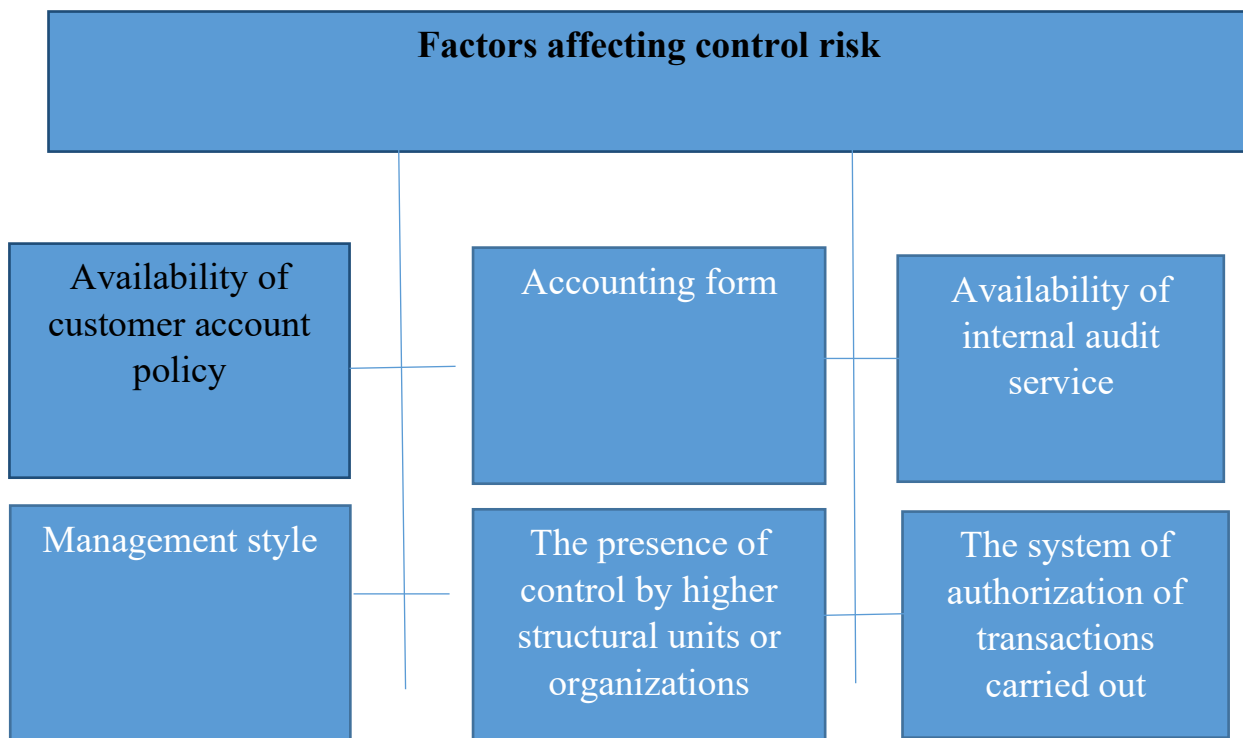 Factors affecting control risk
Availability of
customer account
policy
Accounting form
Availability of
internal audit
service
Management style
The presence of
control by higher
structural units or
organizations
The system of
authorization of
transactions
carried out